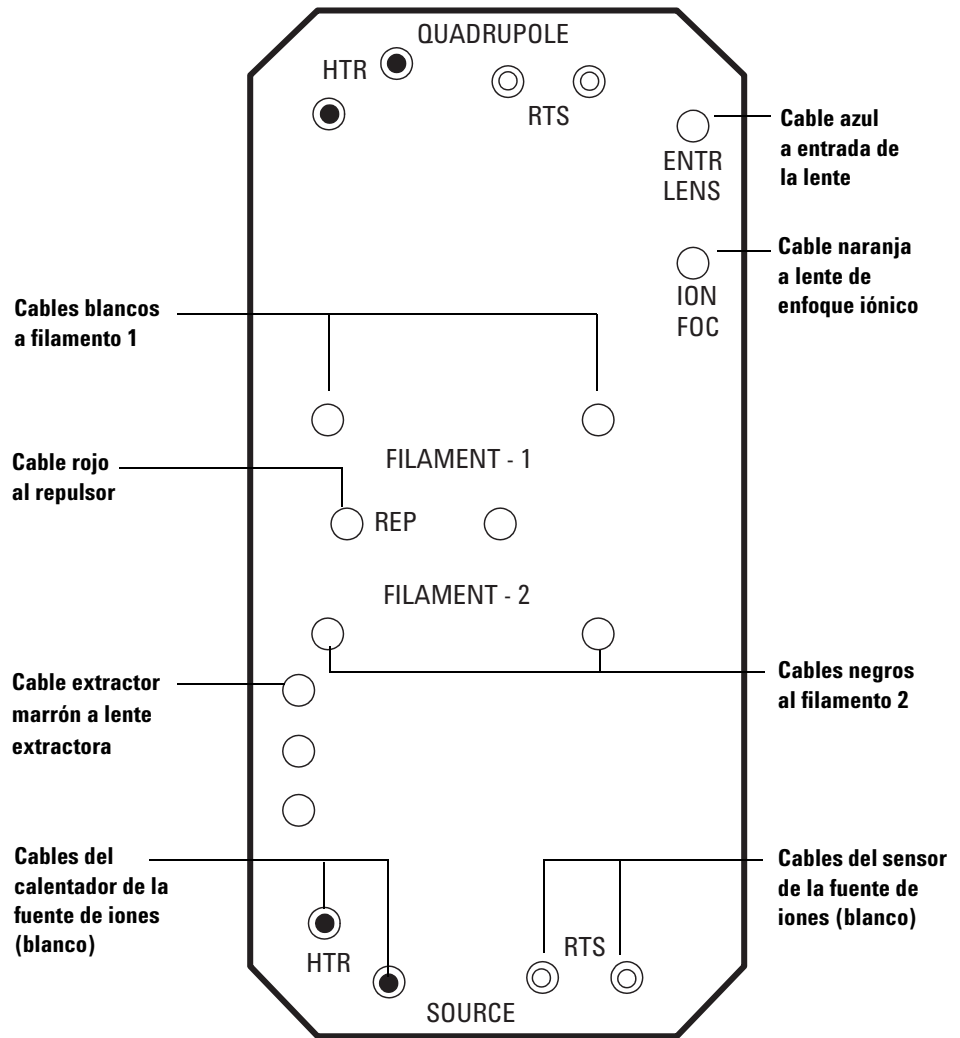 QUADRUPOLE
HTR
RTS
Cable azul
a entrada de
la lente
ENTR
LENS
Cable naranja
a lente de
enfoque iónico
ION
FOC
Cables blancos
a filamento 1
FILAMENT - 1
Cable rojo
al repulsor
REP
FILAMENT - 2
Cable extractor
marrón a lente
extractora
Cables negros
al filamento 2
Cables del
calentador de la
fuente de iones
(blanco)
Cables del sensor
de la fuente de
iones (blanco)
HTR
RTS
SOURCE